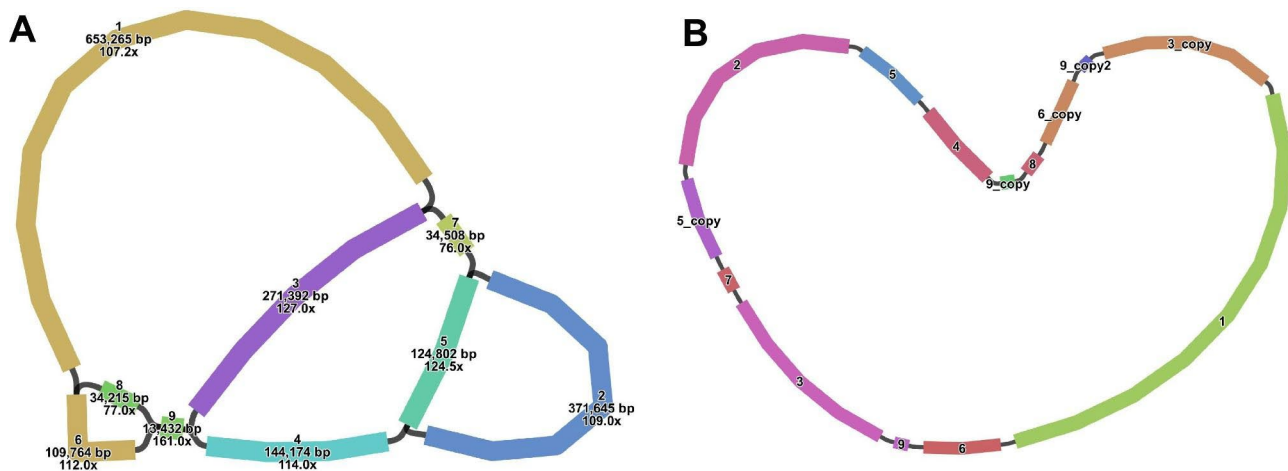 A
1
653,265 bp
107.2x
7
34,508 bp
76.0x
3
271,392 bp
127.0x
5
124,802 bp
124.5x
2
371,645 bp
109.0x
8
34,215 bp
77.0x
9
13,432 bp
161.0x
4
144,174 bp
114.0x
6
109,764 bp
112.0x
B
2
5
3_copy
9_copy2
6_copy
4
8
9_copy
5_copy
7
1
3
9
6